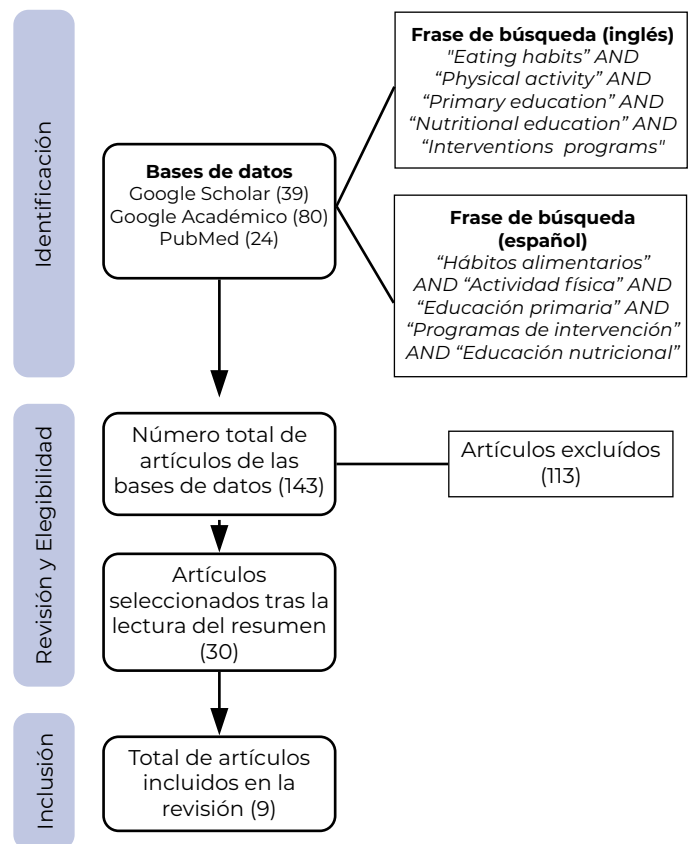 Identificación
Bases de datos
Google Scholar (39)
Google Académico (80)
PubMed (24)
Frase de búsqueda (inglés)
"Eating habits” AND
“Physical activity” AND
“Primary education” AND
“Nutritional education” AND
“Interventions programs"
Frase de búsqueda
(español)
“Hábitos alimentarios”
AND “Actividad física” AND
“Educación primaria” AND
“Programas de intervención”
AND “Educación nutricional”
Revisión y Elegibilidad
Número total de
artículos de las
bases de datos (143)
Artículos excluídos
(113)
Artículos
seleccionados tras la
lectura del resumen
(30)
Inclusión
Total de artículos
incluidos en la
revisión (9)